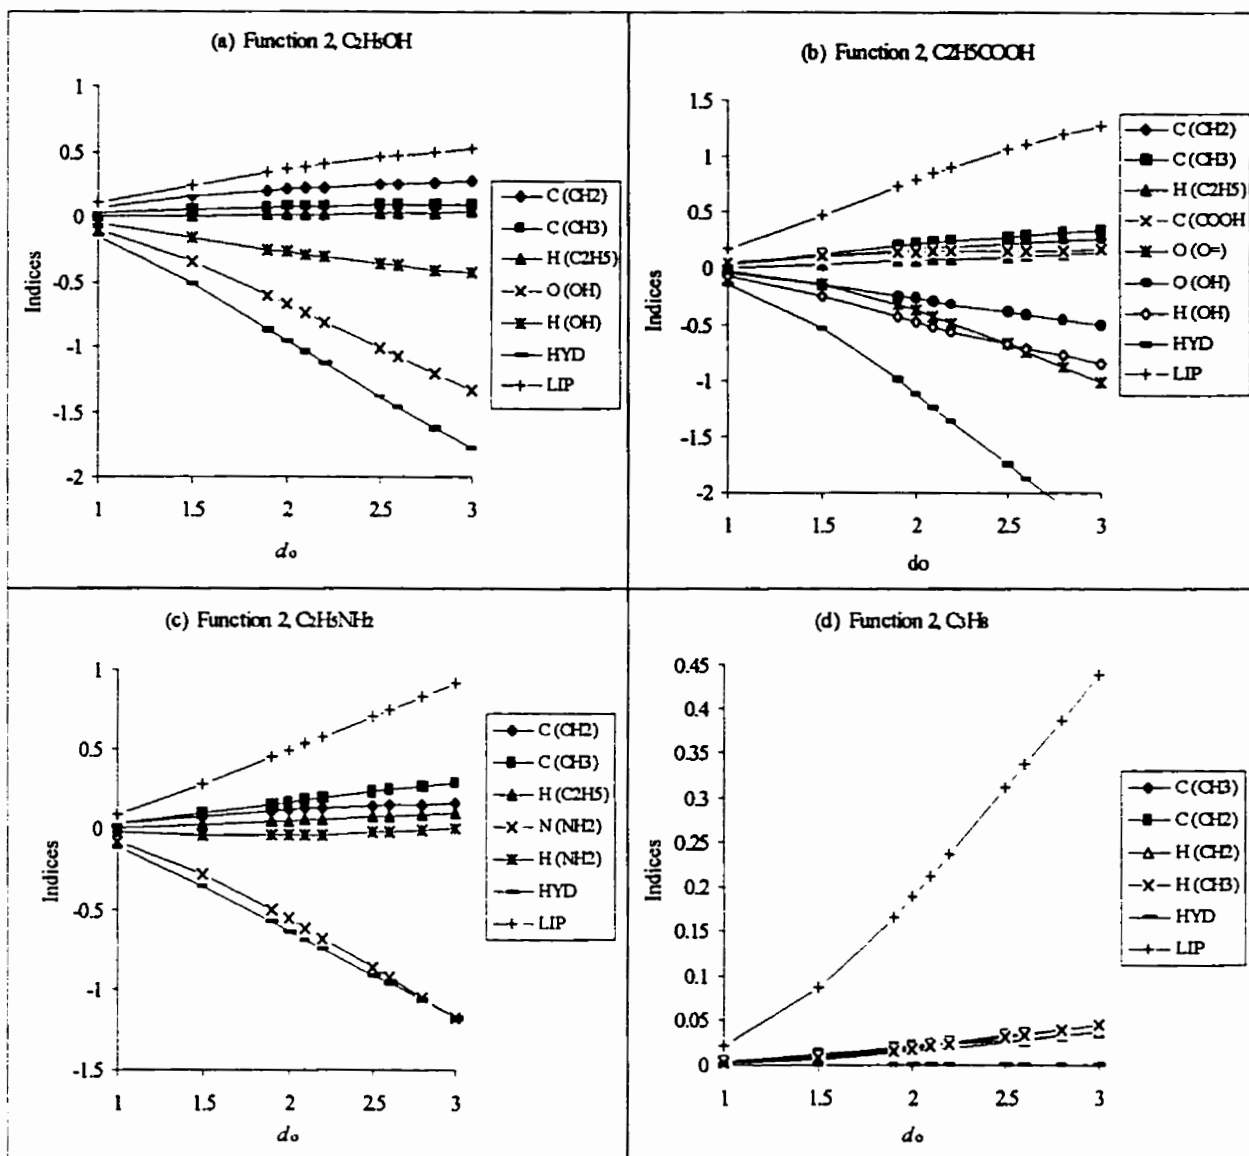 (a) Function 2, C2H5OH
Indices
1
0.5
0
-0.5
-1
-1.5
-2
1 1.5 2 2.5 3
do
C (CH2)
C (CH3)
H (C2H5)
O (OH)
H (OH)
HYD
LIP
(b) Function 2, C2H5COOH
Indices
1.5
1
0.5
0
-0.5
-1
-1.5
-2
1 1.5 2 2.5 3
do
C (CH2)
C (CH3)
H (C2H5)
C (COOH
O (O=)
O (OH)
H (OH)
HYD
LIP
(c) Function 2, C2H5NH2
Indices
1
0.5
0
-0.5
-1
-1.5
1 1.5 2 2.5 3
do
C (CH2)
C (CH3)
H (C2H5)
N (NH2)
H (NH2)
HYD
LIP
(d) Function 2, C3H8
Indices
0.45
0.4
0.35
0.3
0.25
0.2
0.15
0.1
0.05
0
1 1.5 2 2.5 3
do
C (CH3)
C (CH2)
H (CH2)
H (CH3)
HYD
LIP